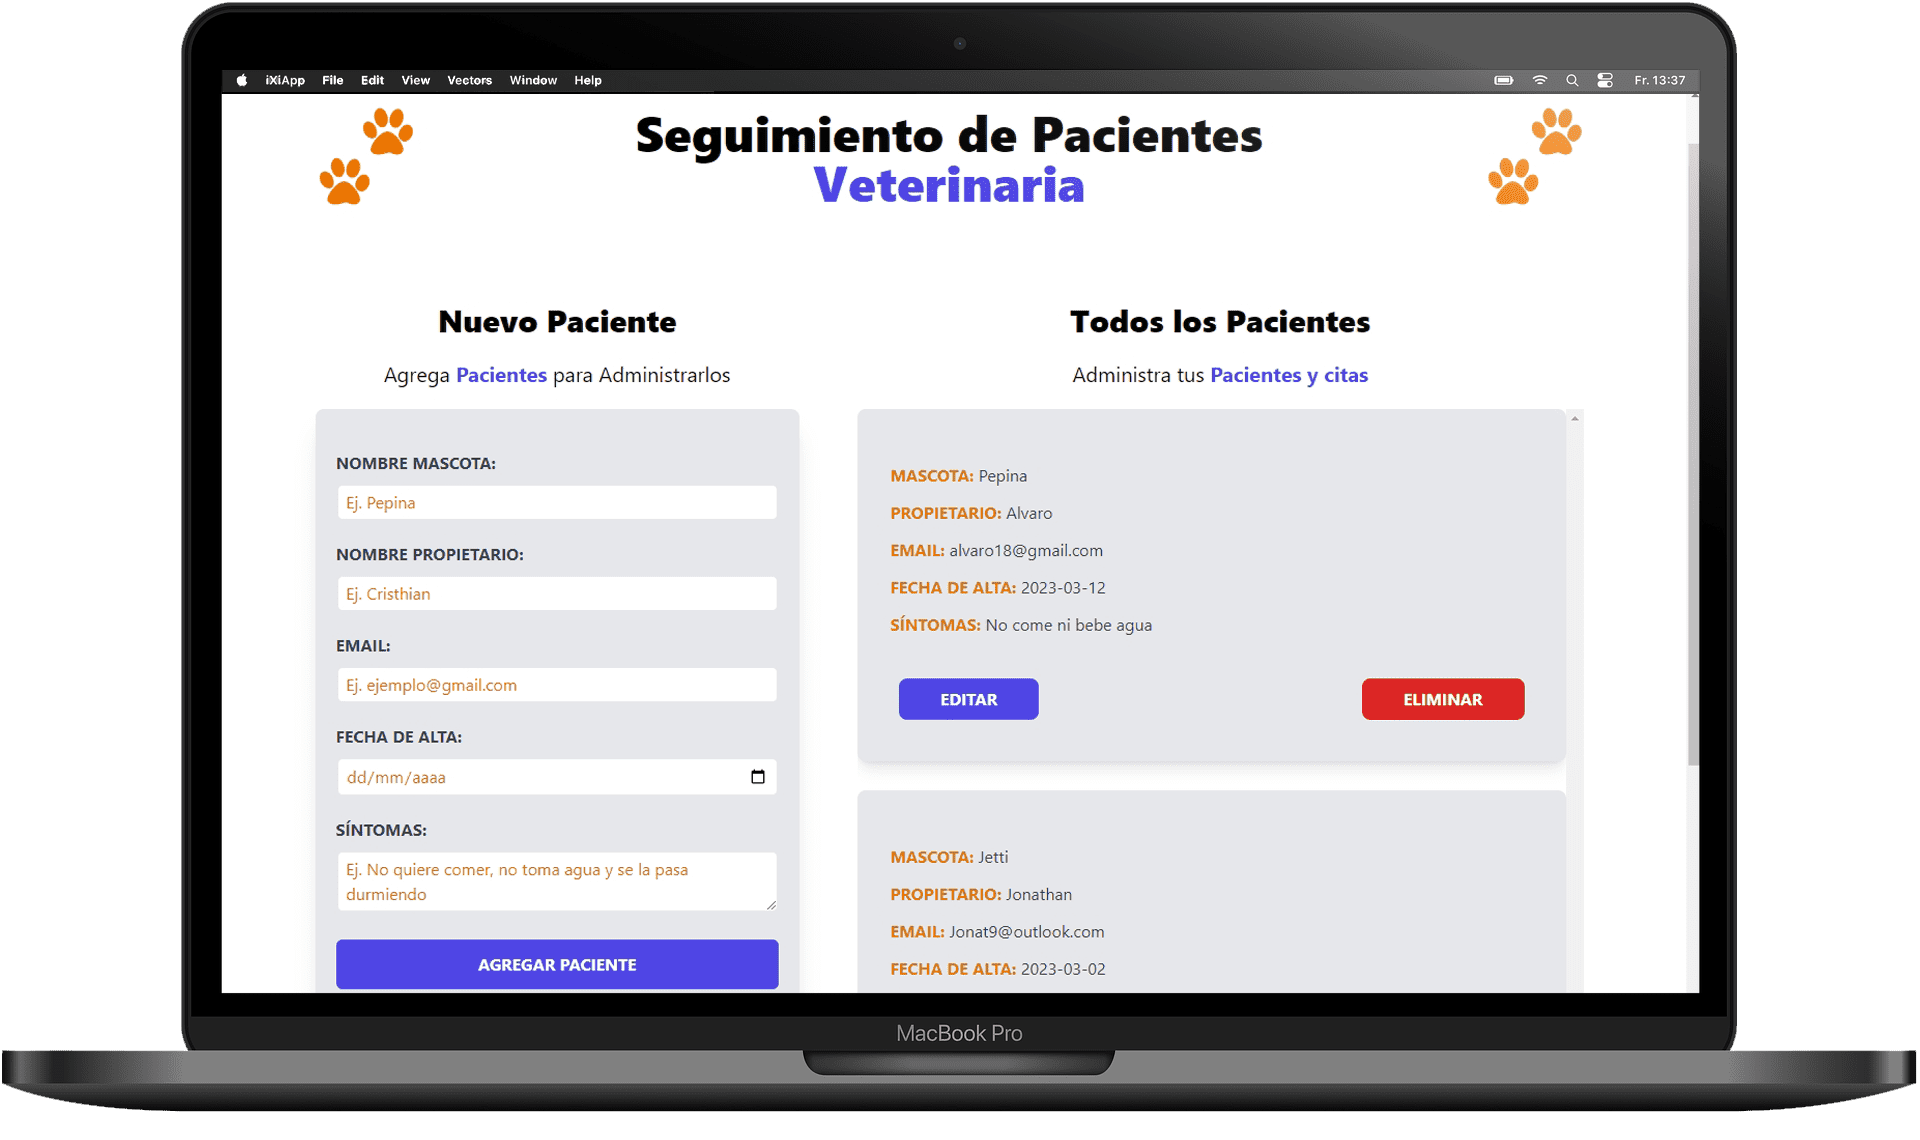 iXiApp File Edit View Vectors Window Help Fr. 13:37
Seguimiento de Pacientes
Veterinaria
Nuevo Paciente
Agrega Pacientes para Administrarlos
NOMBRE MASCOTA:
Ej. Pepina
NOMBRE PROPIETARIO:
Ej. Cristhian
EMAIL:
Ej. ejemplo@gmail.com
FECHA DE ALTA:
dd/mm/aaaa
SÍNTOMAS:
Ej. No quiere comer, no toma agua y se la pasa
durmiendo
AGREGAR PACIENTE
Todos los Pacientes
Administra tus Pacientes y citas
MASCOTA: Pepina
PROPIETARIO: Alvaro
EMAIL: alvaro18@gmail.com
FECHA DE ALTA: 2023-03-12
SÍNTOMAS: No come ni bebe agua
EDITAR
ELIMINAR
MASCOTA: Jetti
PROPIETARIO: Jonathan
EMAIL: Jonat9@outlook.com
FECHA DE ALTA: 2023-03-02
MacBook Pro